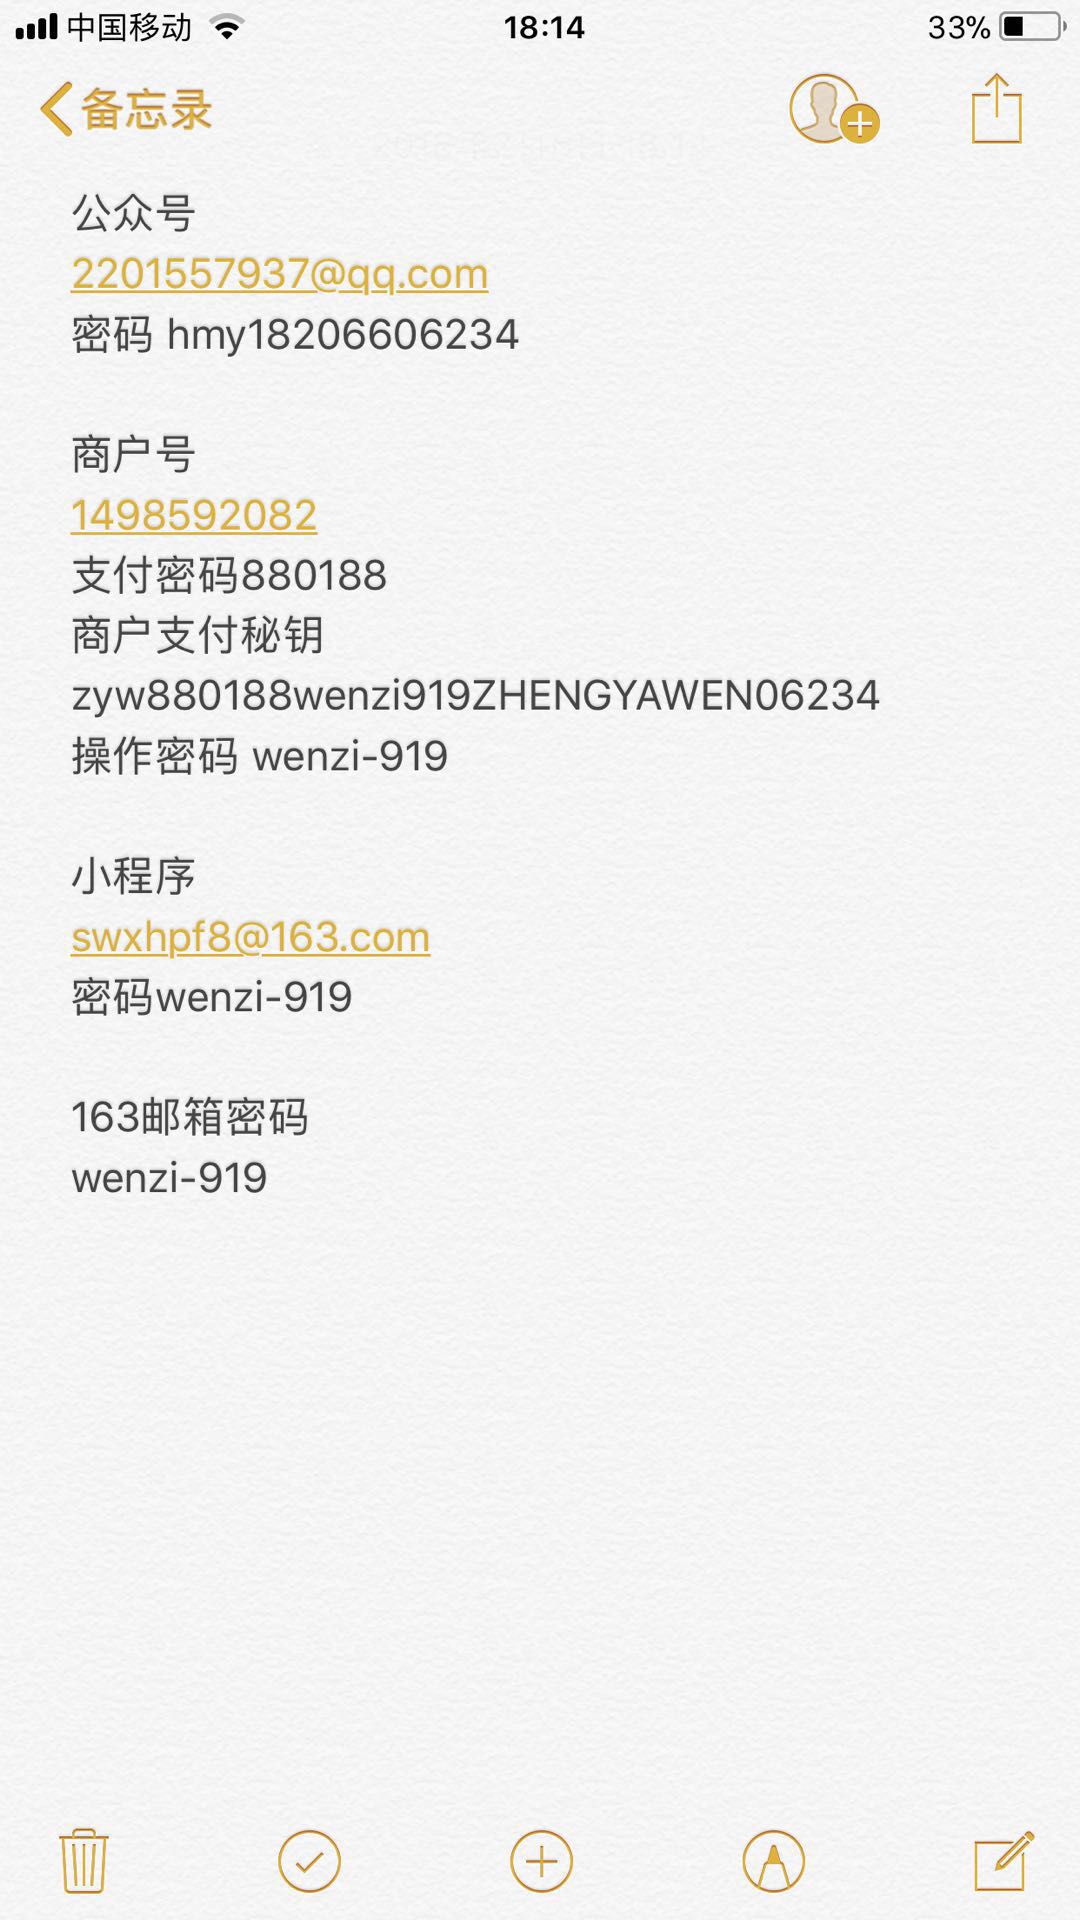 中国移动 18:14 33%
备忘录
公众号
2201557937@qq.com
密码 hmy18206606234
商户号
1498592082
支付密码880188
商户支付秘钥
zyw880188wenzi919ZHENGYAWEN06234
操作密码 wenzi-919
小程序
swxhpf8@163.com
密码wenzi-919
163邮箱密码
wenzi-919